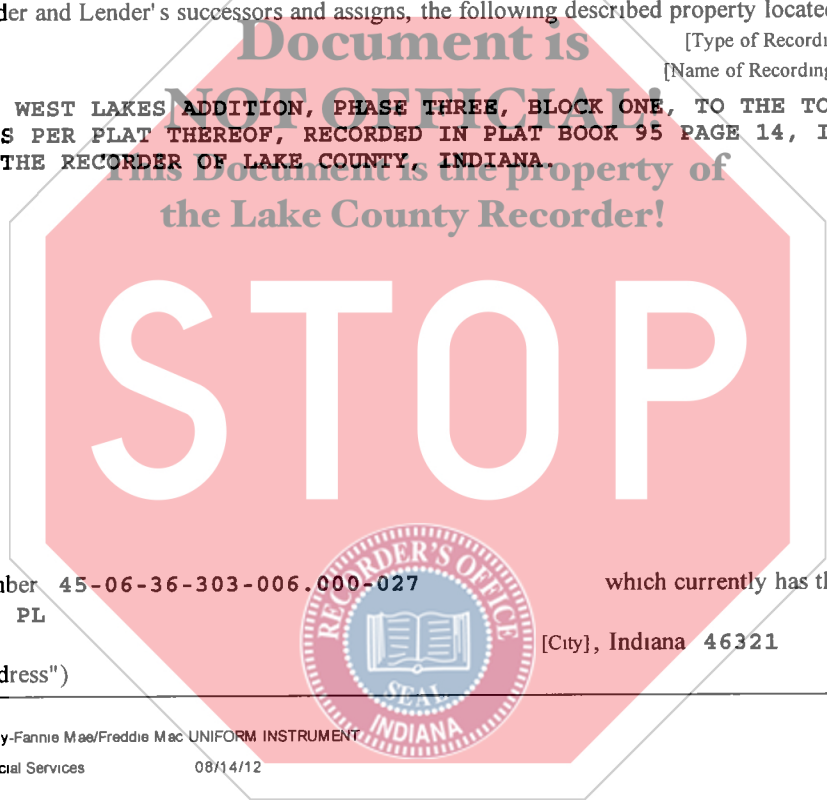 der and Lender's successors and assigns, the following described property located
Document is
[Type of Recordi
[Name of Recording
NOT OFFICIAL!
WEST LAKES ADDITION, PHASE THREE, BLOCK ONE, TO THE TO
S PER PLAT THEREOF, RECORDED IN PLAT BOOK 95 PAGE 14, I
THE RECORDER OF LAKE COUNTY, INDIANA.
This Document is the property of
the Lake County Recorder!
STOP
RECORDER'S OFFICE
nber 45-06-36-303-006.000-027 which currently has th
PL
[City], Indiana 46321
dress")
SEAL
INDIANA
y-Fannie Mae/Freddie Mac UNIFORM INSTRUMENT
cial Services 08/14/12